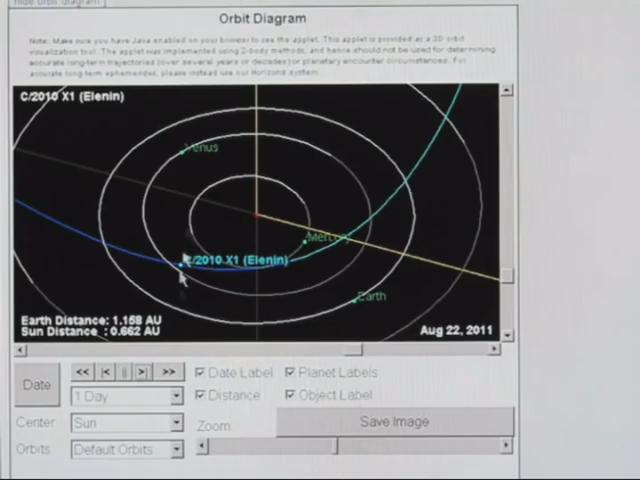 hide orbit diagram
Orbit Diagram
Note: Make sure you have Java enabled on your browser to see the applet. This applet is provided as a 3D orbit
visualization tool. The applet was implemented using 2-body methods, and hence should not be used for determining
accurate long-term trajectories (over several years or decades) or planetary encounter circumstances. For
accurate long-term ephemerides, please instead use our Horizons system.
C/2010 X1 (Elenin)
Venus
Mercury
C/2010 X1 (Elenin)
Earth
Earth Distance: 1.158 AU
Sun Distance : 0.662 AU
Aug 22, 2011
Date
<< |< || >| >>
Date Label
Planet Labels
1 Day
Distance
Object Label
Center:
Sun
Zoom:
Save Image
Orbits:
Default Orbits